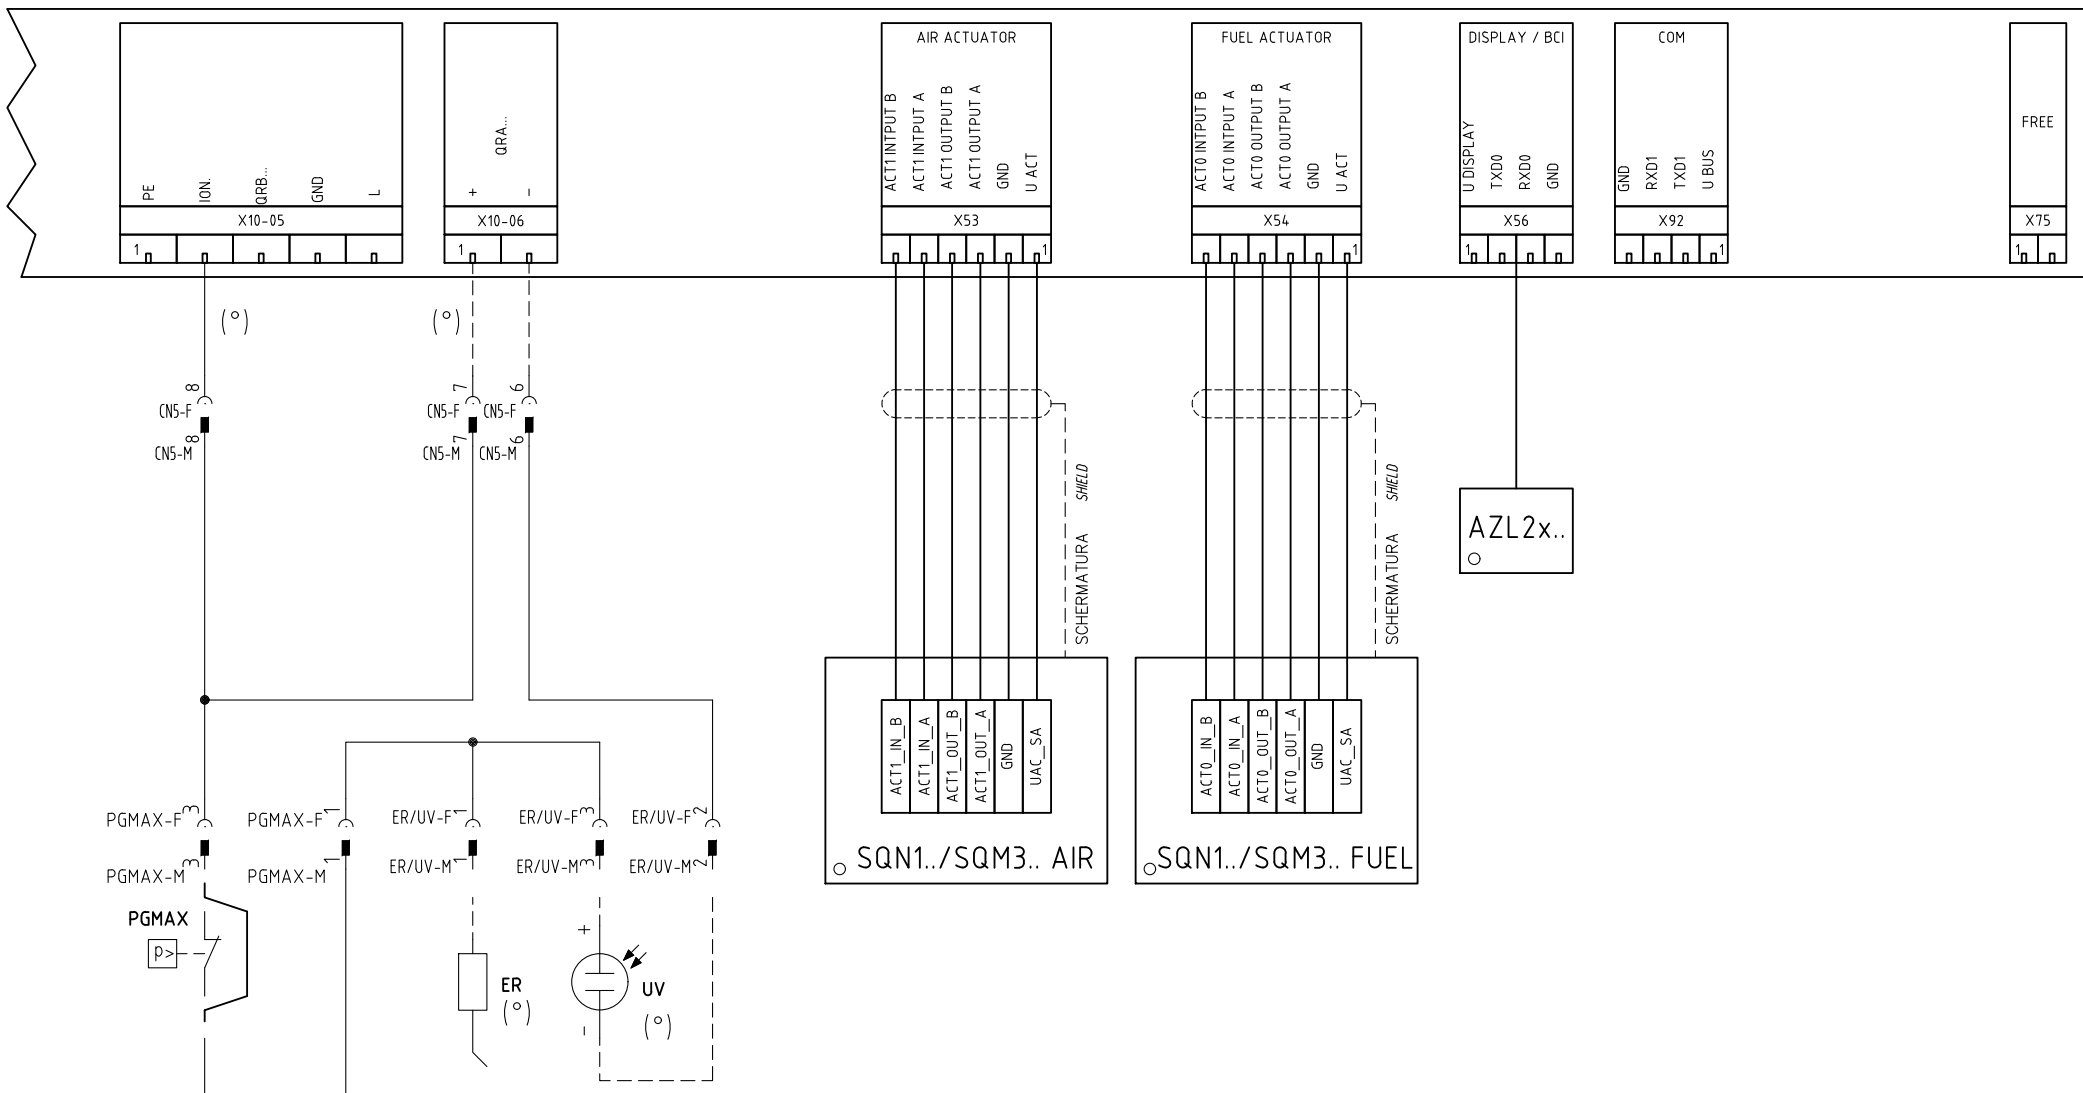 AIR ACTUATOR
FUEL ACTUATOR
DISPLAY / BCI
COM
FREE
PE
ION.
QRB...
GND
L
+
QRA...
-
ACT1 INTPUT B
ACT1 INTPUT A
ACT1 OUTPUT B
ACT1 OUTPUT A
GND
U ACT
ACT0 INTPUT B
ACT0 INTPUT A
ACT0 OUTPUT B
ACT0 OUTPUT A
GND
U ACT
U DISPLAY
TXD0
RXD0
GND
GND
RXD1
TXD1
U BUS
X10-05
X10-06
X53
X54
X56
X92
X75
1
1
1
1
1
1
1
(°)
(°)
8
7
6
CN5-F
CN5-F
CN5-F
8
7
6
CN5-M
CN5-M
CN5-M
SHIELD
SCHERMATURA
SHIELD
SCHERMATURA
AZL2x..
ACT1_IN_B
ACT1_IN_A
ACT1_OUT_B
ACT1_OUT_A
GND
UAC_SA
ACT0_IN_B
ACT0_IN_A
ACT0_OUT_B
ACT0_OUT_A
GND
UAC_SA
SQN1../SQM3.. AIR
SQN1../SQM3.. FUEL
PGMAX-F 3
PGMAX-F 1
ER/UV-F 1
ER/UV-F 3
ER/UV-F 2
PGMAX-M 3
PGMAX-M 1
ER/UV-M 1
ER/UV-M 3
ER/UV-M 2
PGMAX
P>
+
ER
(°)
UV
(°)
-